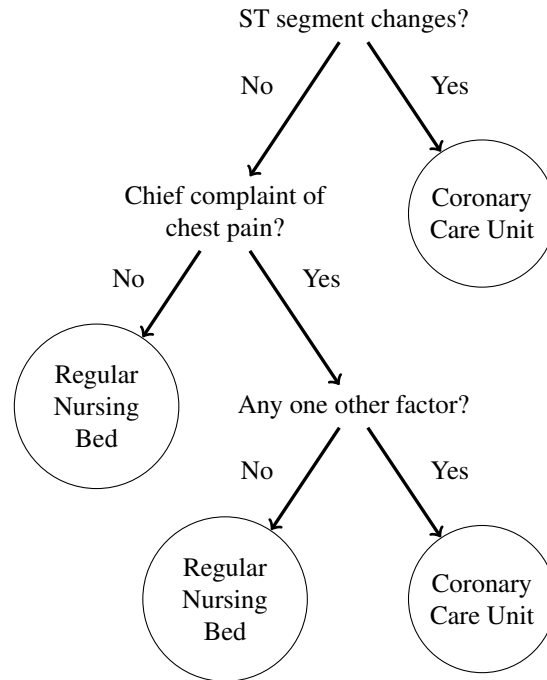 ST segment changes?
No
Yes
Chief complaint of
chest pain?
Coronary
Care Unit
No
Yes
Regular
Nursing
Bed
Any one other factor?
No
Yes
Regular
Nursing
Bed
Coronary
Care Unit